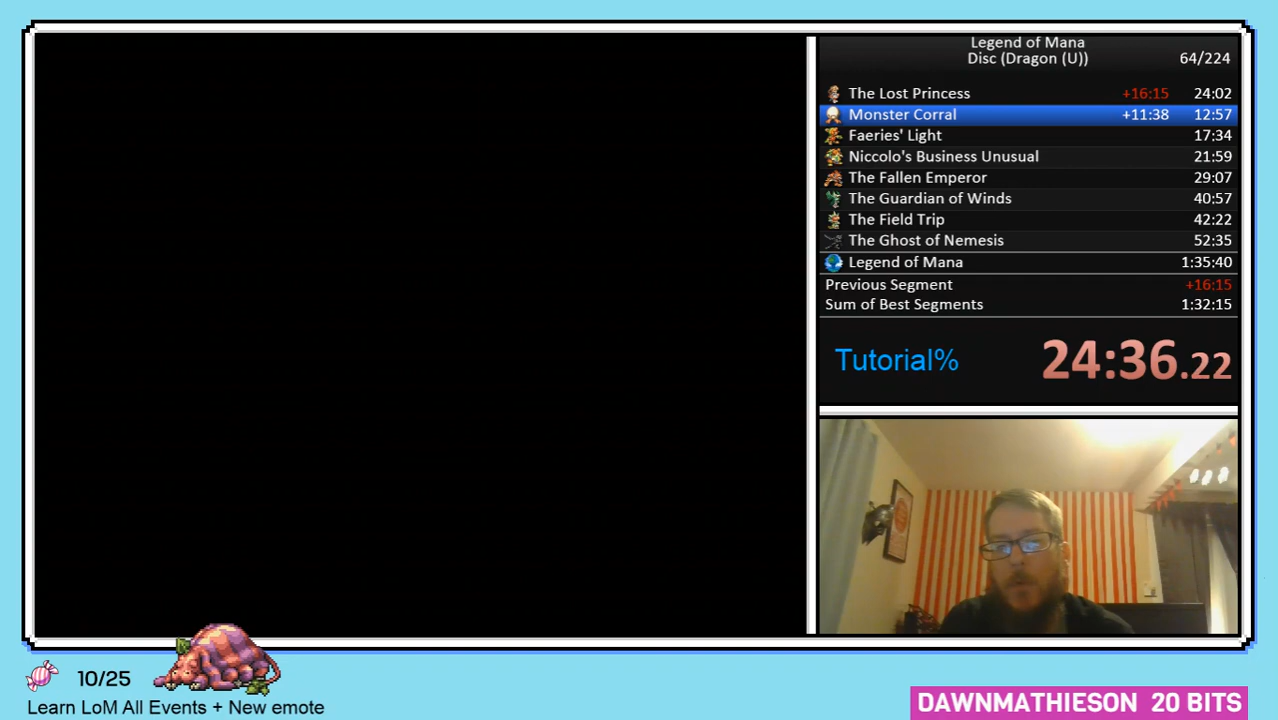 Legend of Mana
Disc (Dragon (U)) 64/224
The Lost Princess +16:15 24:02
Monster Corral +11:38 12:57
Faeries' Light 17:34
Niccolo's Business Unusual 21:59
The Fallen Emperor 29:07
The Guardian of Winds 40:57
The Field Trip 42:22
The Ghost of Nemesis 52:35
Legend of Mana 1:35:40
Previous Segment +16:15
Sum of Best Segments 1:32:15
Tutorial% 24:36.22
10/25
Learn LoM All Events + New emote
DAWNMATHIESON 20 BITS